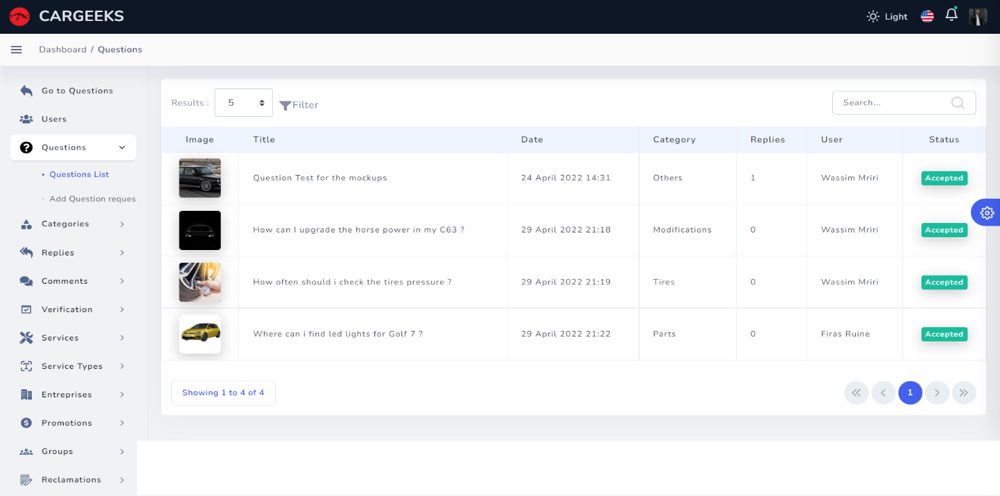 CARGEEKS
Light
Dashboard / Questions
Go to Questions
Users
Questions
• Questions List
Add Question reques
Categories
Replies
Comments
Verification
Services
Service Types
Entreprises
Promotions
Groups
Reclamations
Results : 5 Filter
Search...
Image Title Date Category Replies User Status
Question Test for the mockups 24 April 2022 14:31 Others 1 Wassim Mriri Accepted
How can I upgrade the horse power in my C63 ? 29 April 2022 21:18 Modifications 0 Wassim Mriri Accepted
How often should i check the tires pressure ? 29 April 2022 21:19 Tires 0 Wassim Mriri Accepted
Where can i find led lights for Golf 7 ? 29 April 2022 21:22 Parts 0 Firas Ruine Accepted
Showing 1 to 4 of 4
1